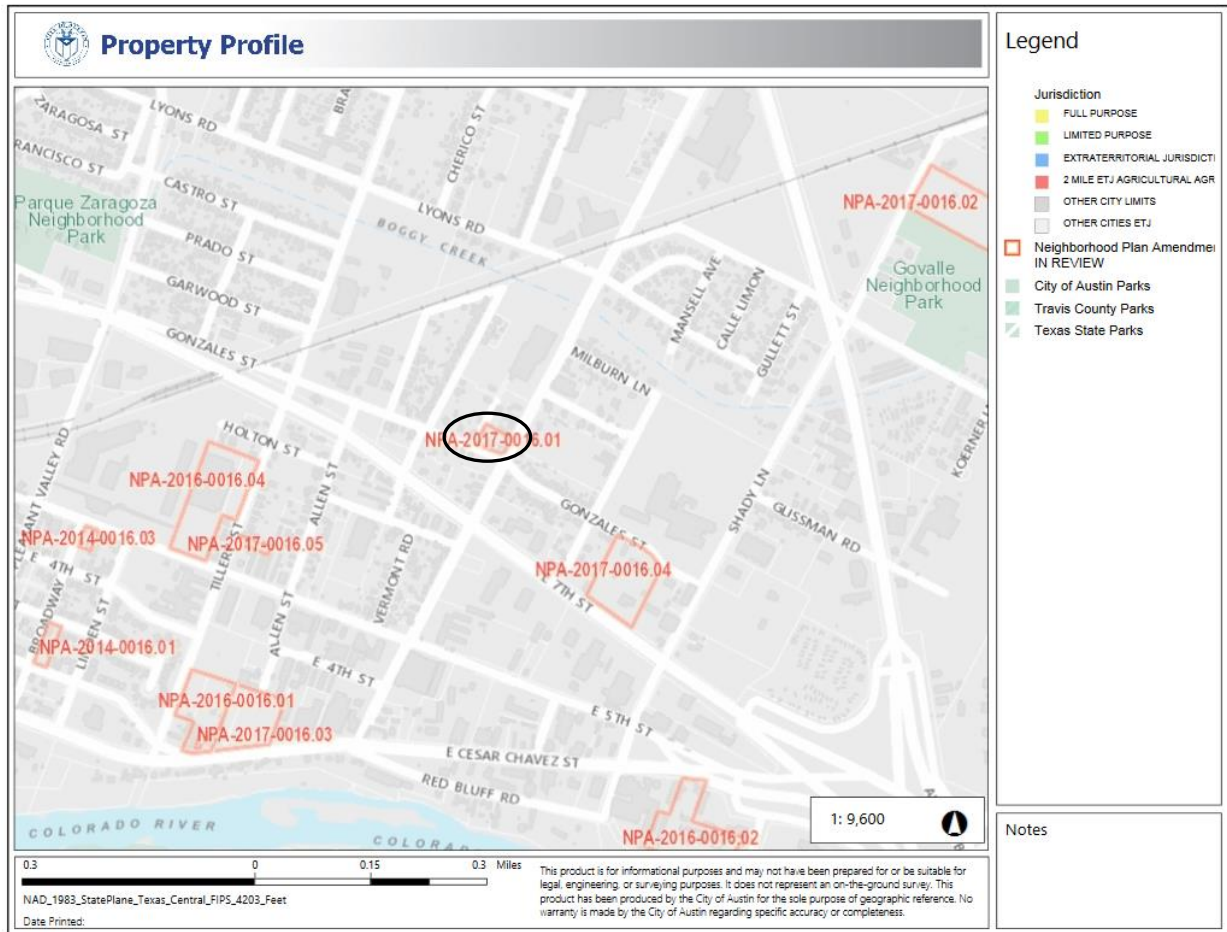 Property Profile
ZARAGOSA ST
LYONS RD
BRA
CHERICO ST
RANCISCO ST
CASTRO ST
LYONS RD
BOGGY CREEK
Parque Zaragoza
Neighborhood
Park
PRADO ST
GARWOOD ST
GONZALES ST
NPA-2017-0016.02
Govalle
Neighborhood
Park
MANSELL AVE
CALLE LIMON
GULLETT ST
MILBURN LN
KOERNER L
PLEASANT VALLEY RD
HOLTON ST
NPA-2017-0016.01
NPA-2016-0016.04
ALLEN ST
GONZALES ST
SHADY LN
GLISSMAN RD
NPA-2014-0016.03
NPA-2017-0016.05
NPA-2017-0016.04
E 4TH ST
TILLERY ST
VERMONT RD
E 7TH ST
BROADWAY
LINDEN ST
ALLEN ST
NPA-2014-0016.01
E 4TH ST
NPA-2016-0016.01
NPA-2017-0016.03
E 5TH ST
E CESAR CHAVEZ ST
RED BLUFF RD
COLORADO RIVER
COLORAD
NPA-2016-0016.02
1: 9,600
Legend
Jurisdiction
FULL PURPOSE
LIMITED PURPOSE
EXTRATERRITORIAL JURISDICTI
2 MILE ETJ AGRICULTURAL AGR
OTHER CITY LIMITS
OTHER CITIES ETJ
Neighborhood Plan Amendme
IN REVIEW
City of Austin Parks
Travis County Parks
Texas State Parks
Notes
0.3 0 0.15 0.3 Miles
NAD_1983_StatePlane_Texas_Central_FIPS_4203_Feet
Date Printed:
This product is for informational purposes and may not have been prepared for or be suitable for
legal, engineering, or surveying purposes. It does not represent an on-the-ground survey. This
product has been produced by the City of Austin for the sole purpose of geographic reference. No
warranty is made by the City of Austin regarding specific accuracy or completeness.